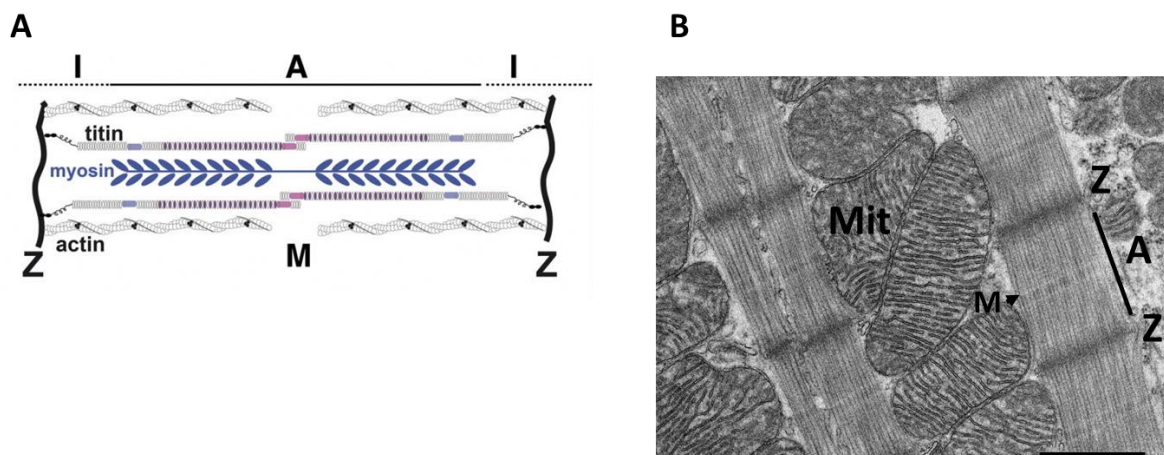 A
I A I
titin
myosin
actin
Z M Z
B
Mit
Z
A
M
Z